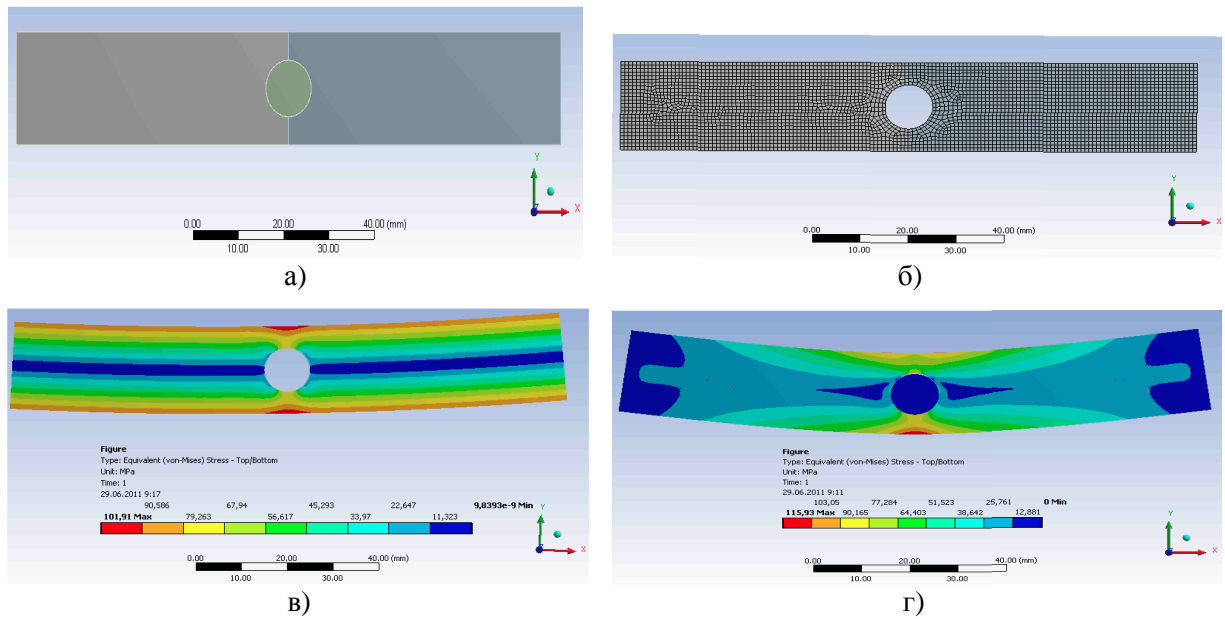 Y
X
0.00 20.00 40.00 (mm)
10.00 30.00
а)
Y
X
0.00 20.00 40.00 (mm)
10.00 30.00
б)
Figure
Type: Equivalent (von-Mises) Stress - Top/Bottom
Unit: MPa
Time: 1
29.06.2011 9:17
90,586 67,94 45,293 22,647 9,8393e-9 Min
101,91 Max 79,263 56,617 33,97 11,323
Y
X
0.00 20.00 40.00 (mm)
10.00 30.00
в)
Figure
Type: Equivalent (von-Mises) Stress - Top/Bottom
Unit: MPa
Time: 1
29.06.2011 9:11
103,05 77,284 51,523 25,761 0 Min
115,93 Max 90,165 64,403 38,642 12,881
Y
X
0.00 20.00 40.00 (mm)
10.00 30.00
г)